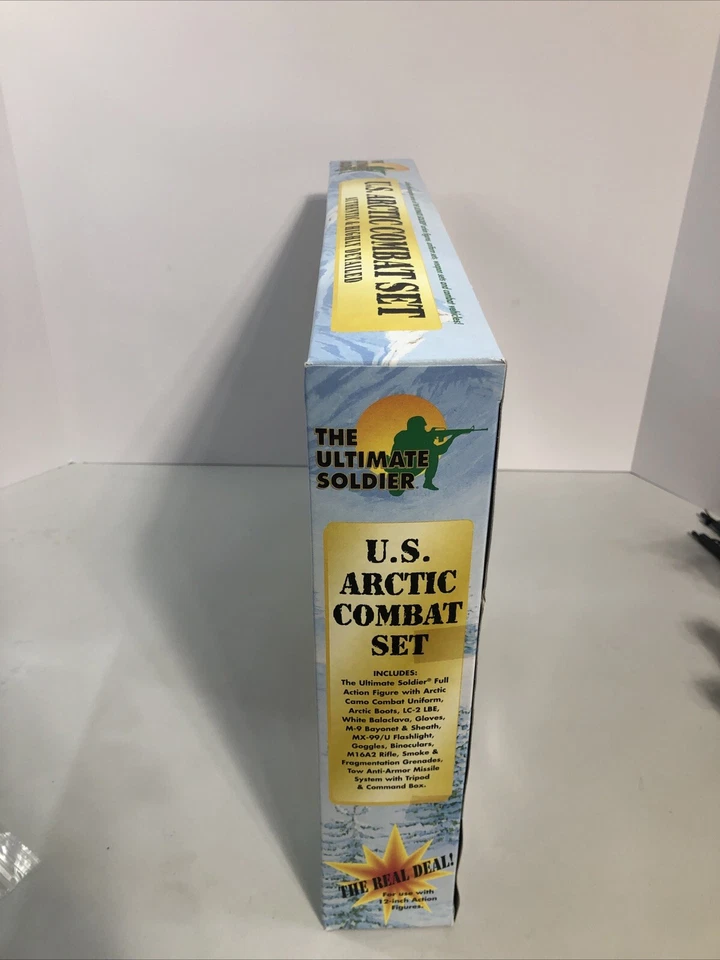 U.S. ARCTIC COMBAT SET
AUTHENTIC & HIGHLY DETAILED
THE
ULTIMATE
SOLDIER
U.S.
ARCTIC
COMBAT
SET
INCLUDES:
The Ultimate Soldier® Full
Action Figure with Arctic
Camo Combat Uniform,
Arctic Boots, LC-2 LBE,
White Balaclava, Gloves,
M-9 Bayonet & Sheath,
MX-99/U Flashlight,
Goggles, Binoculars,
M16A2 Rifle, Smoke &
Fragmentation Grenades,
Tow Anti-Armor Missile
System with Tripod
& Command Box.
THE REAL DEAL!
For use with
12-inch Action
Figures.